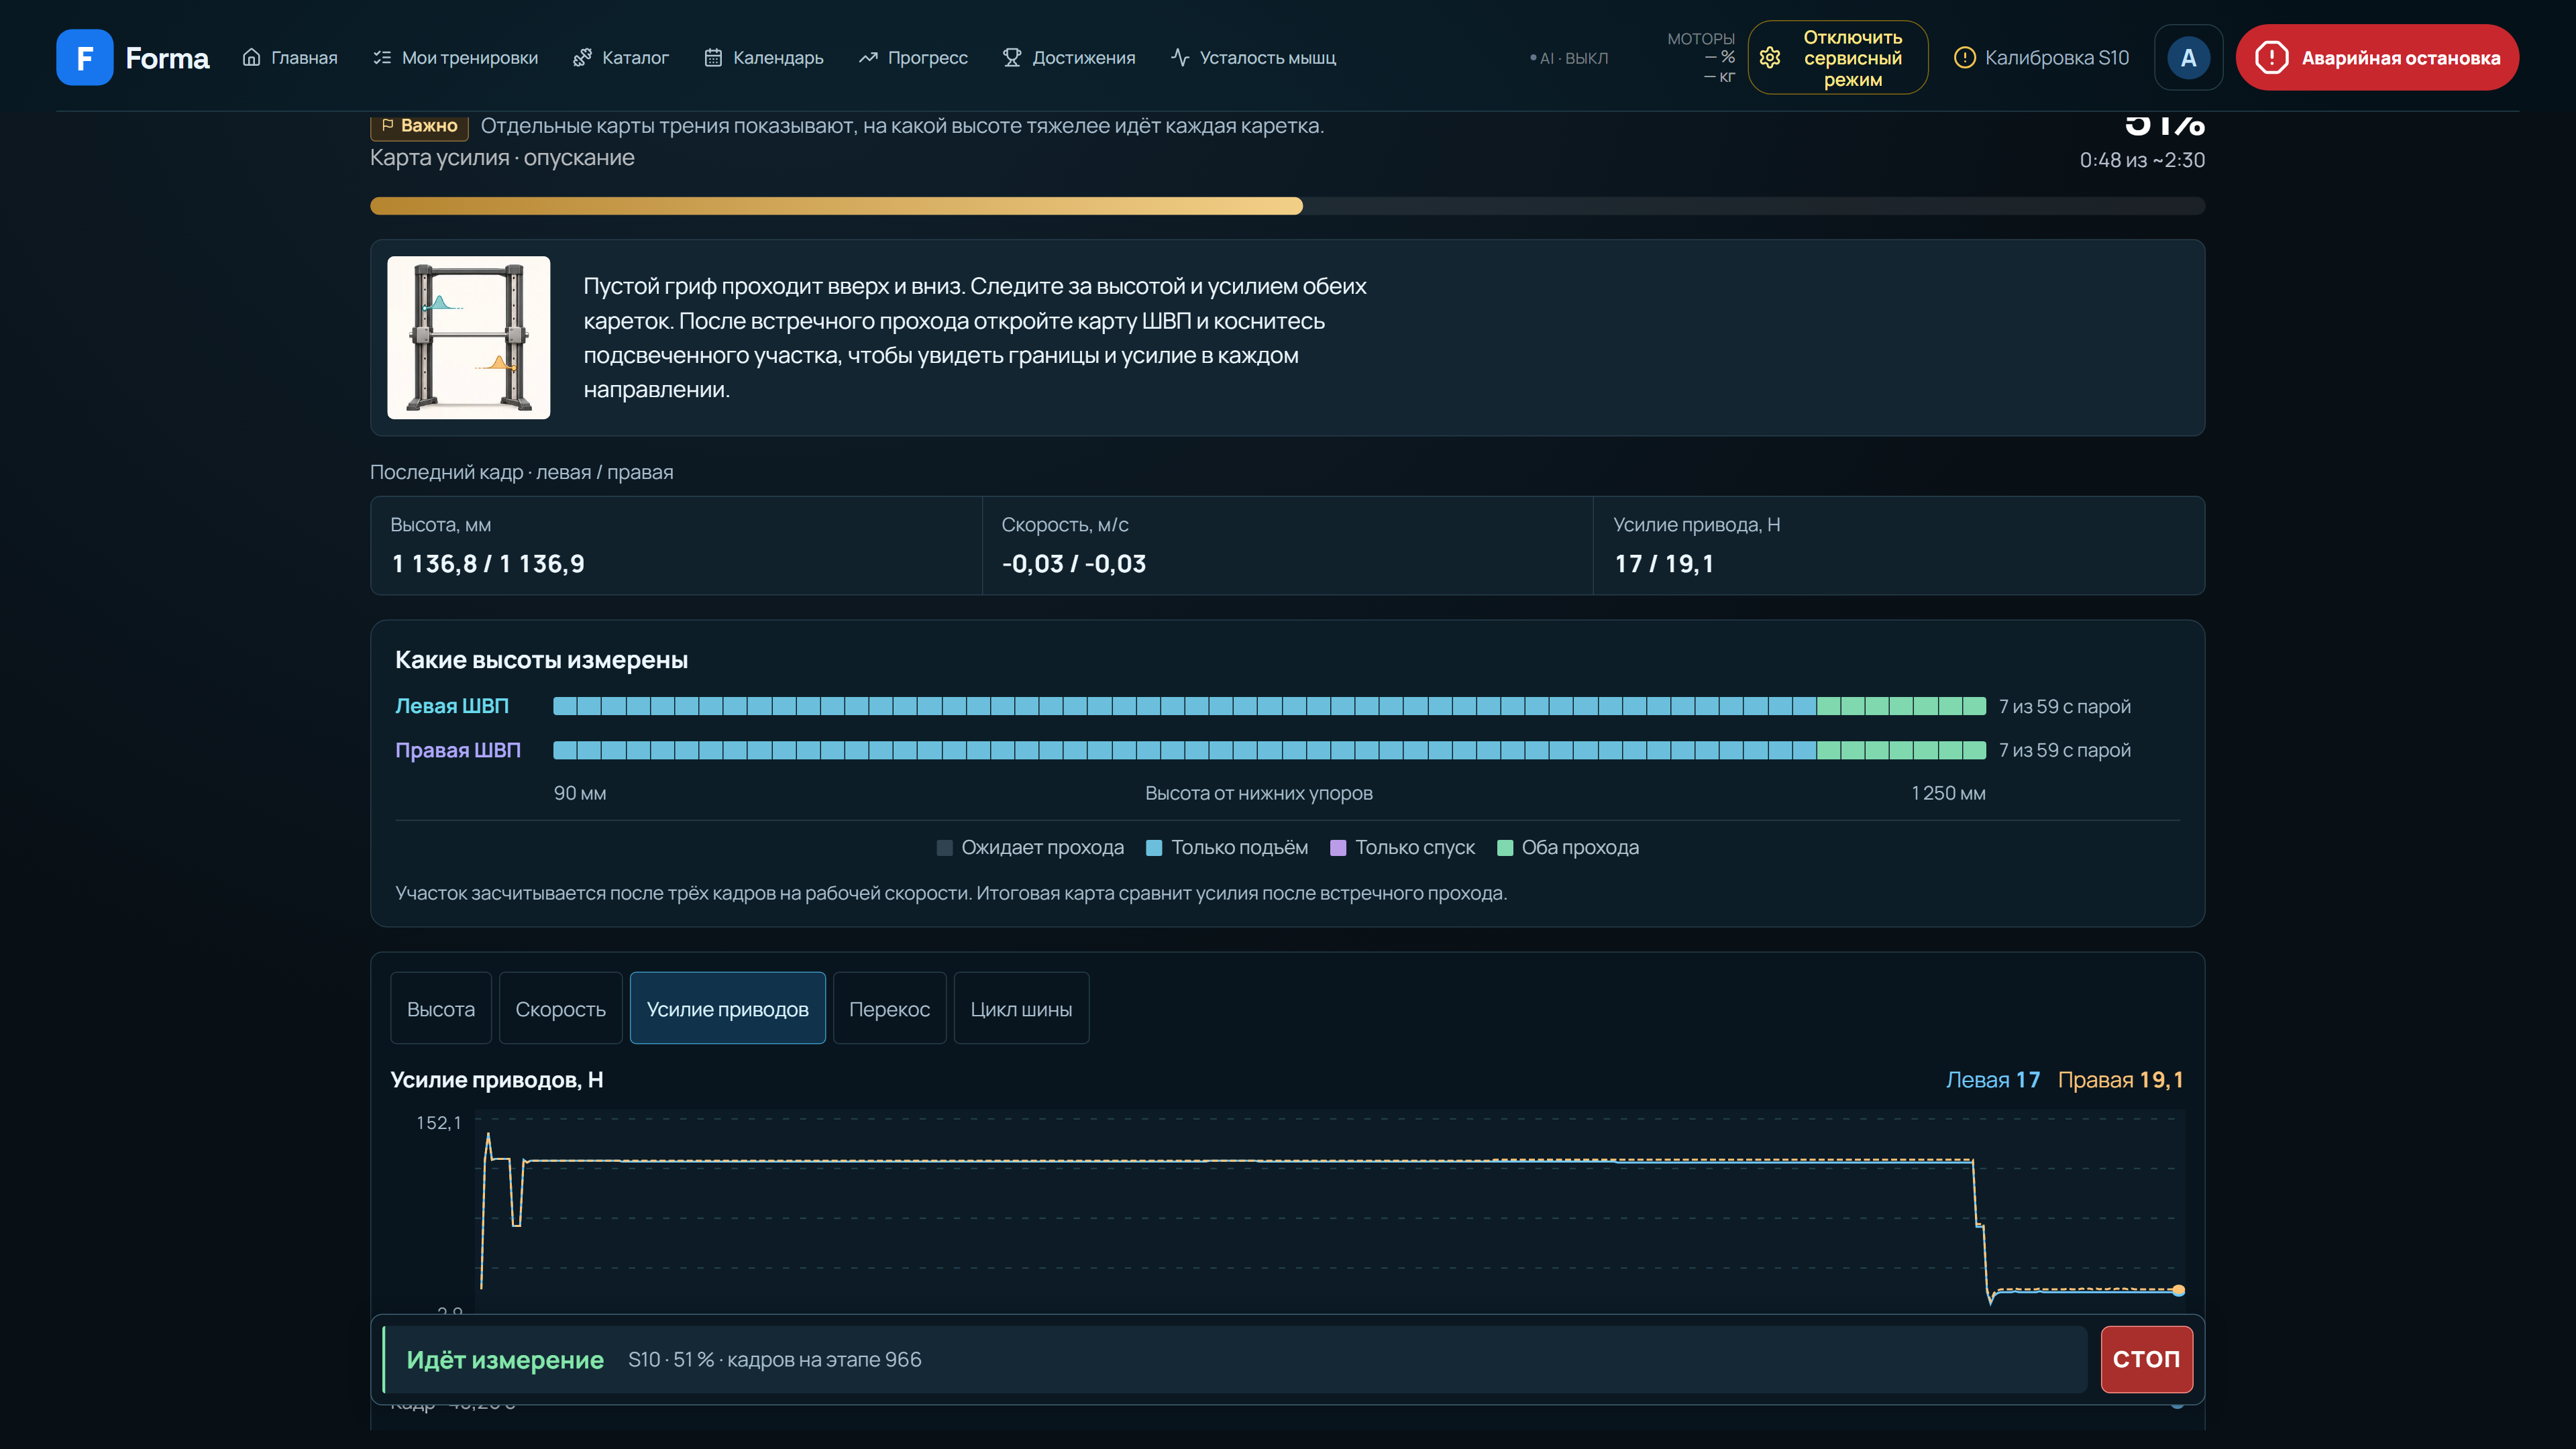 F Forma Главная Мои тренировки Каталог Календарь Прогресс Достижения Усталость мышц
AI · ВЫКЛ
МОТОРЫ
— %
— кг
Отключить
сервисный
режим
Калибровка S10
A
Аварийная остановка
Важно Отдельные карты трения показывают, на какой высоте тяжелее идёт каждая каретка.
51%
Карта усилия · опускание
0:48 из ~2:30
Пустой гриф проходит вверх и вниз. Следите за высотой и усилием обеих
кареток. После встречного прохода откройте карту ШВП и коснитесь
подсвеченного участка, чтобы увидеть границы и усилие в каждом
направлении.
Последний кадр · левая / правая
Высота, мм
1 136,8 / 1 136,9
Скорость, м/с
-0,03 / -0,03
Усилие привода, Н
17 / 19,1
Какие высоты измерены
Левая ШВП 7 из 59 с парой
Правая ШВП 7 из 59 с парой
90 мм Высота от нижних упоров 1 250 мм
Ожидает прохода Только подъём Только спуск Оба прохода
Участок засчитывается после трёх кадров на рабочей скорости. Итоговая карта сравнит усилия после встречного прохода.
Высота Скорость Усилие приводов Перекос Цикл шины
Усилие приводов, Н Левая 17 Правая 19,1
152,1
Идёт измерение S10 · 51 % · кадров на этапе 966
СТОП